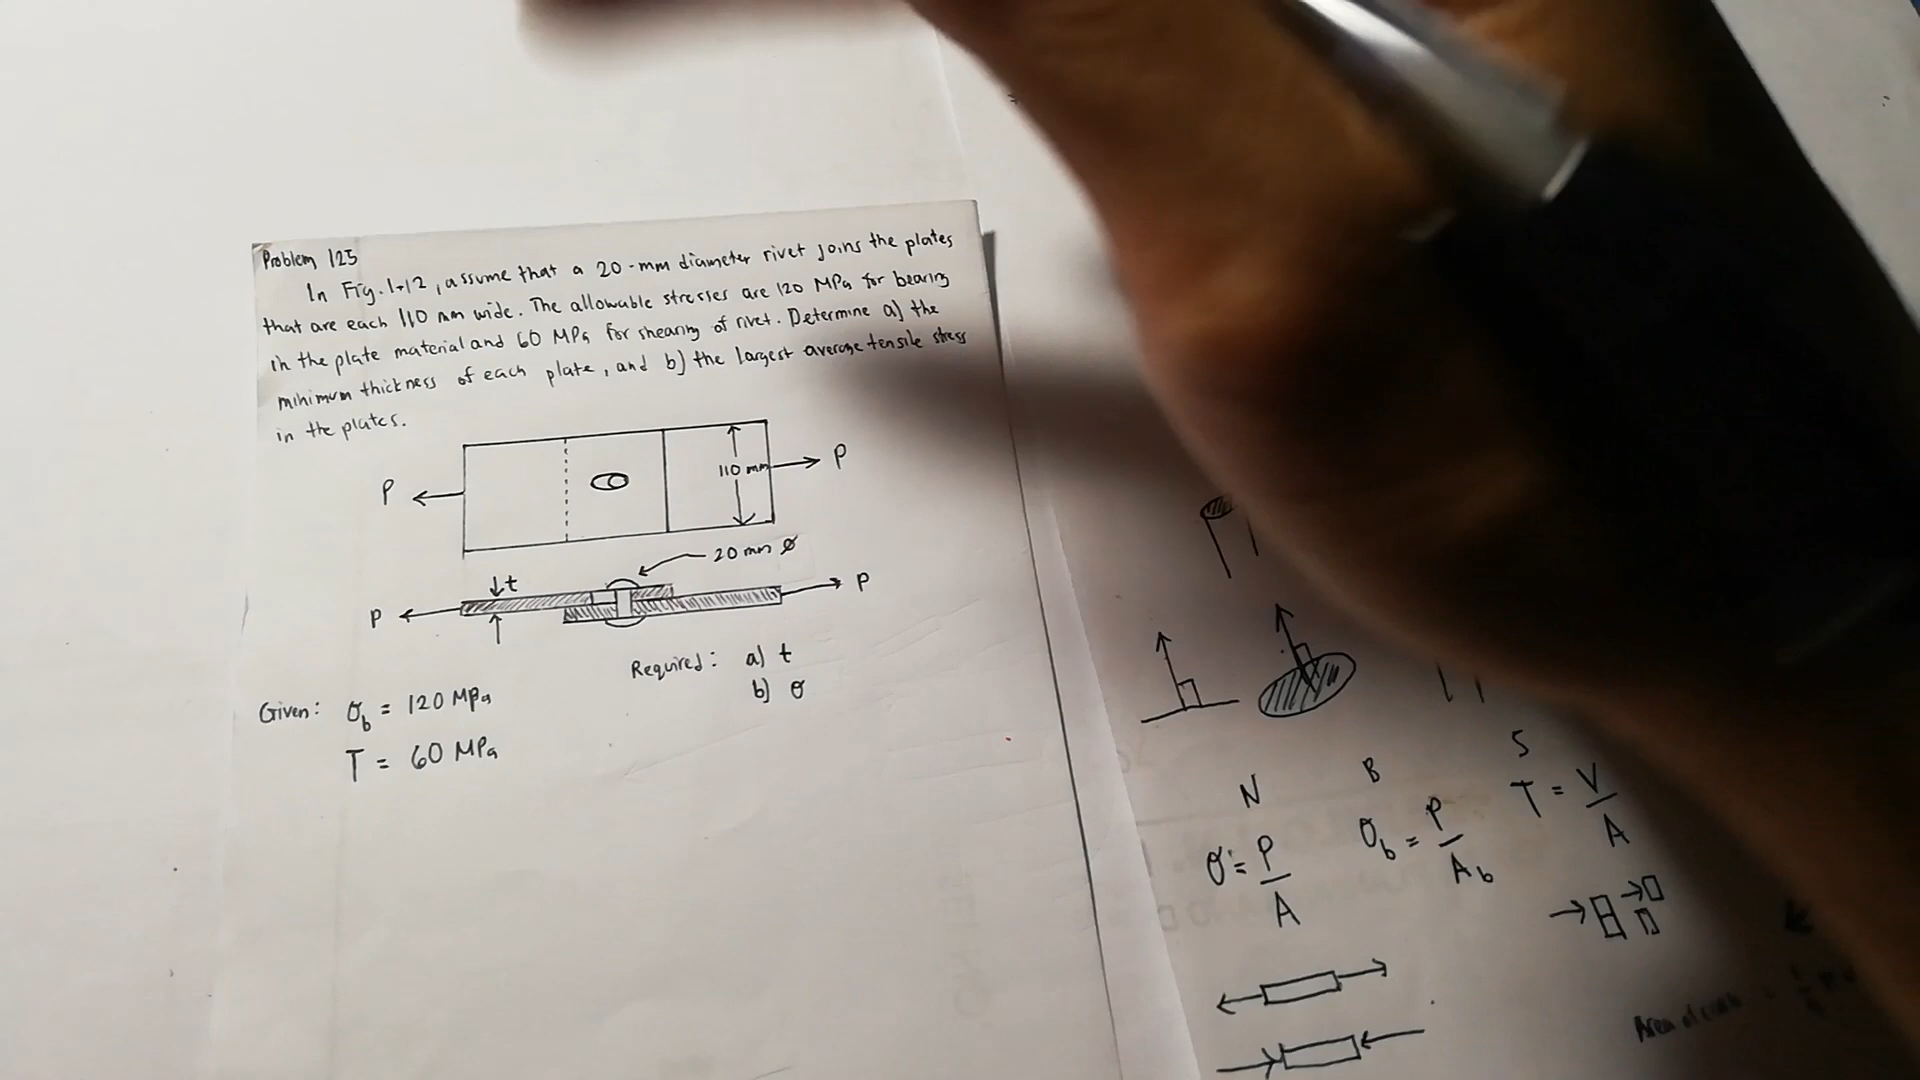 Problem 125
In Fig. 1-12, assume that a 20-mm diameter rivet joins the plates
that are each 110 mm wide. The allowable stresses are 120 MPa for bearing
in the plate material and 60 MPa for shearing of rivet. Determine a) the
minimum thickness of each plate, and b) the largest average tensile stress
in the plates.
P
110 mm
P
20 mm ø
t
P
P
Required: a) t
b) σ
Given: σb = 120 MPa
τ = 60 MPa
N B S
σ = P/A σb = P/Ab τ = V/A
Area of